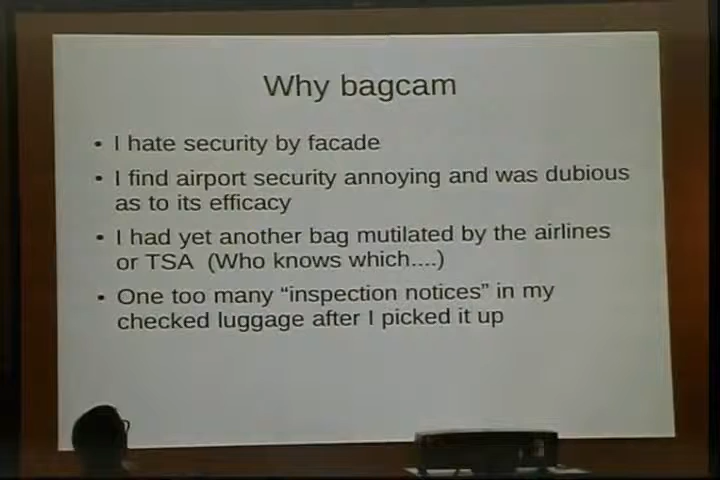 Why bagcam
• I hate security by facade
• I find airport security annoying and was dubious
as to its efficacy
• I had yet another bag mutilated by the airlines
or TSA  (Who knows which....)
• One too many “inspection notices” in my
checked luggage after I picked it up